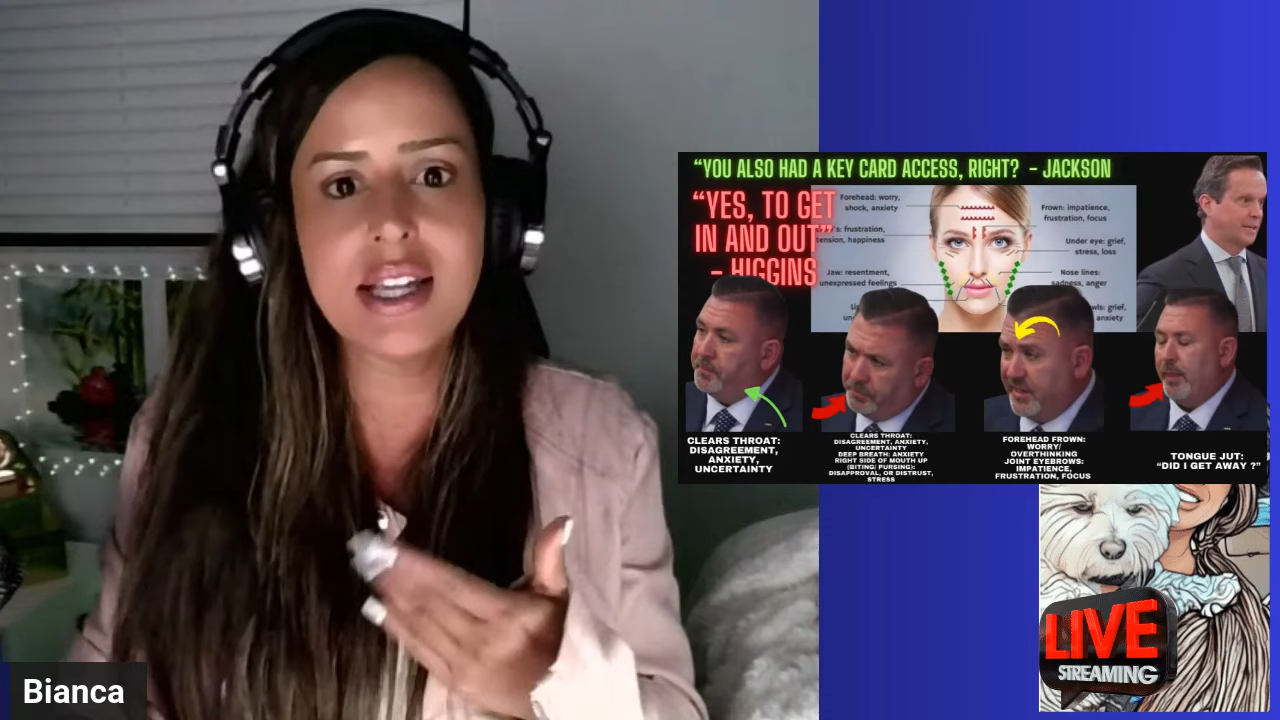 "YOU ALSO HAD A KEY CARD ACCESS, RIGHT? - JACKSON
"YES, TO GET
IN AND OUT"
- HIGGINS
Forehead: worry,
shock, anxiety
's: frustration,
tension, happiness
Jaw: resentment,
unexpressed feelings
Frown: impatience,
frustration, focus
Under eye: grief,
stress, loss
Nose lines:
sadness, anger
grief,
anxiety
CLEARS THROAT:
DISAGREEMENT,
ANXIETY,
UNCERTAINTY
CLEARS THROAT:
DISAGREEMENT, ANXIETY,
UNCERTAINTY
DEEP BREATH: ANXIETY
RIGHT SIDE OF MOUTH UP
(BITING/ PURSING):
DISAPPROVAL, OR DISTRUST,
STRESS
FOREHEAD FROWN:
WORRY/
OVERTHINKING
JOINT EYEBROWS:
IMPATIENCE,
FRUSTRATION, FOCUS
TONGUE JUT:
"DID I GET AWAY ?"
LIVE
STREAMING
Bianca